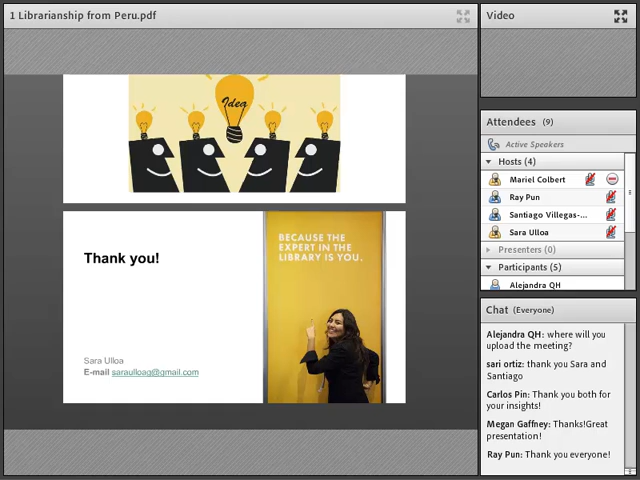 1 Librarianship from Peru.pdf
Idea
Thank you!
Sara Ulloa
E-mail saraulloag@gmail.com
BECAUSE THE
EXPERT IN THE
LIBRARY IS YOU.
Video
Attendees (9)
Active Speakers
Hosts (4)
Mariel Colbert
Ray Pun
Santiago Villegas-...
Sara Ulloa
Presenters (0)
Participants (5)
Alejandra QH
Chat (Everyone)
Alejandra QH: where will you
upload the meeting?
sari ortiz: thank you Sara and
Santiago
Carlos Pin: Thank you both for
your insights!
Megan Gaffney: Thanks!Great
presentation!
Ray Pun: Thank you everyone!